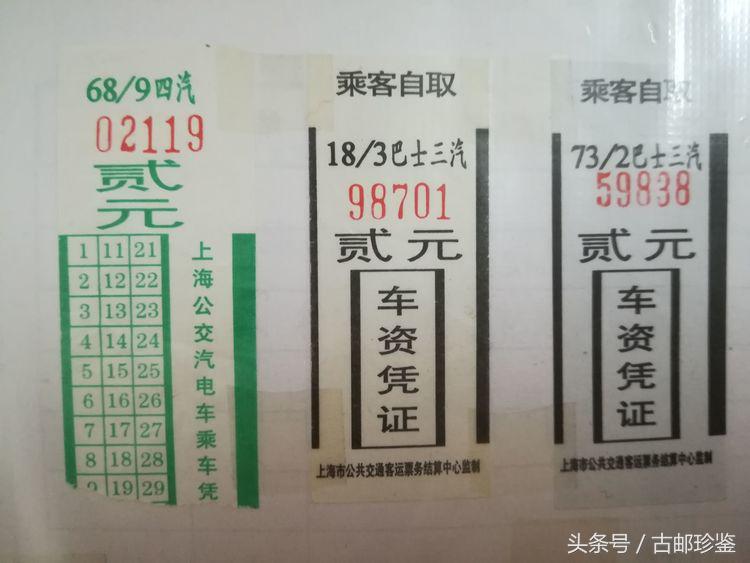 68/9四汽
02119
贰
元
1 11 21
2 12 22
3 13 23
4 14 24
5 15 25
6 16 26
7 17 27
8 18 28
9 19 29
上海公交汽电车乘车凭
乘客自取
18/3巴士三汽
98701
贰元
车资凭证
上海市公共交通客运票务结算中心监制
乘客自取
73/2巴士三汽
59838
贰元
车资凭证
上海市公共交通客运票务结算中心监制
头条号 / 古邮珍鉴